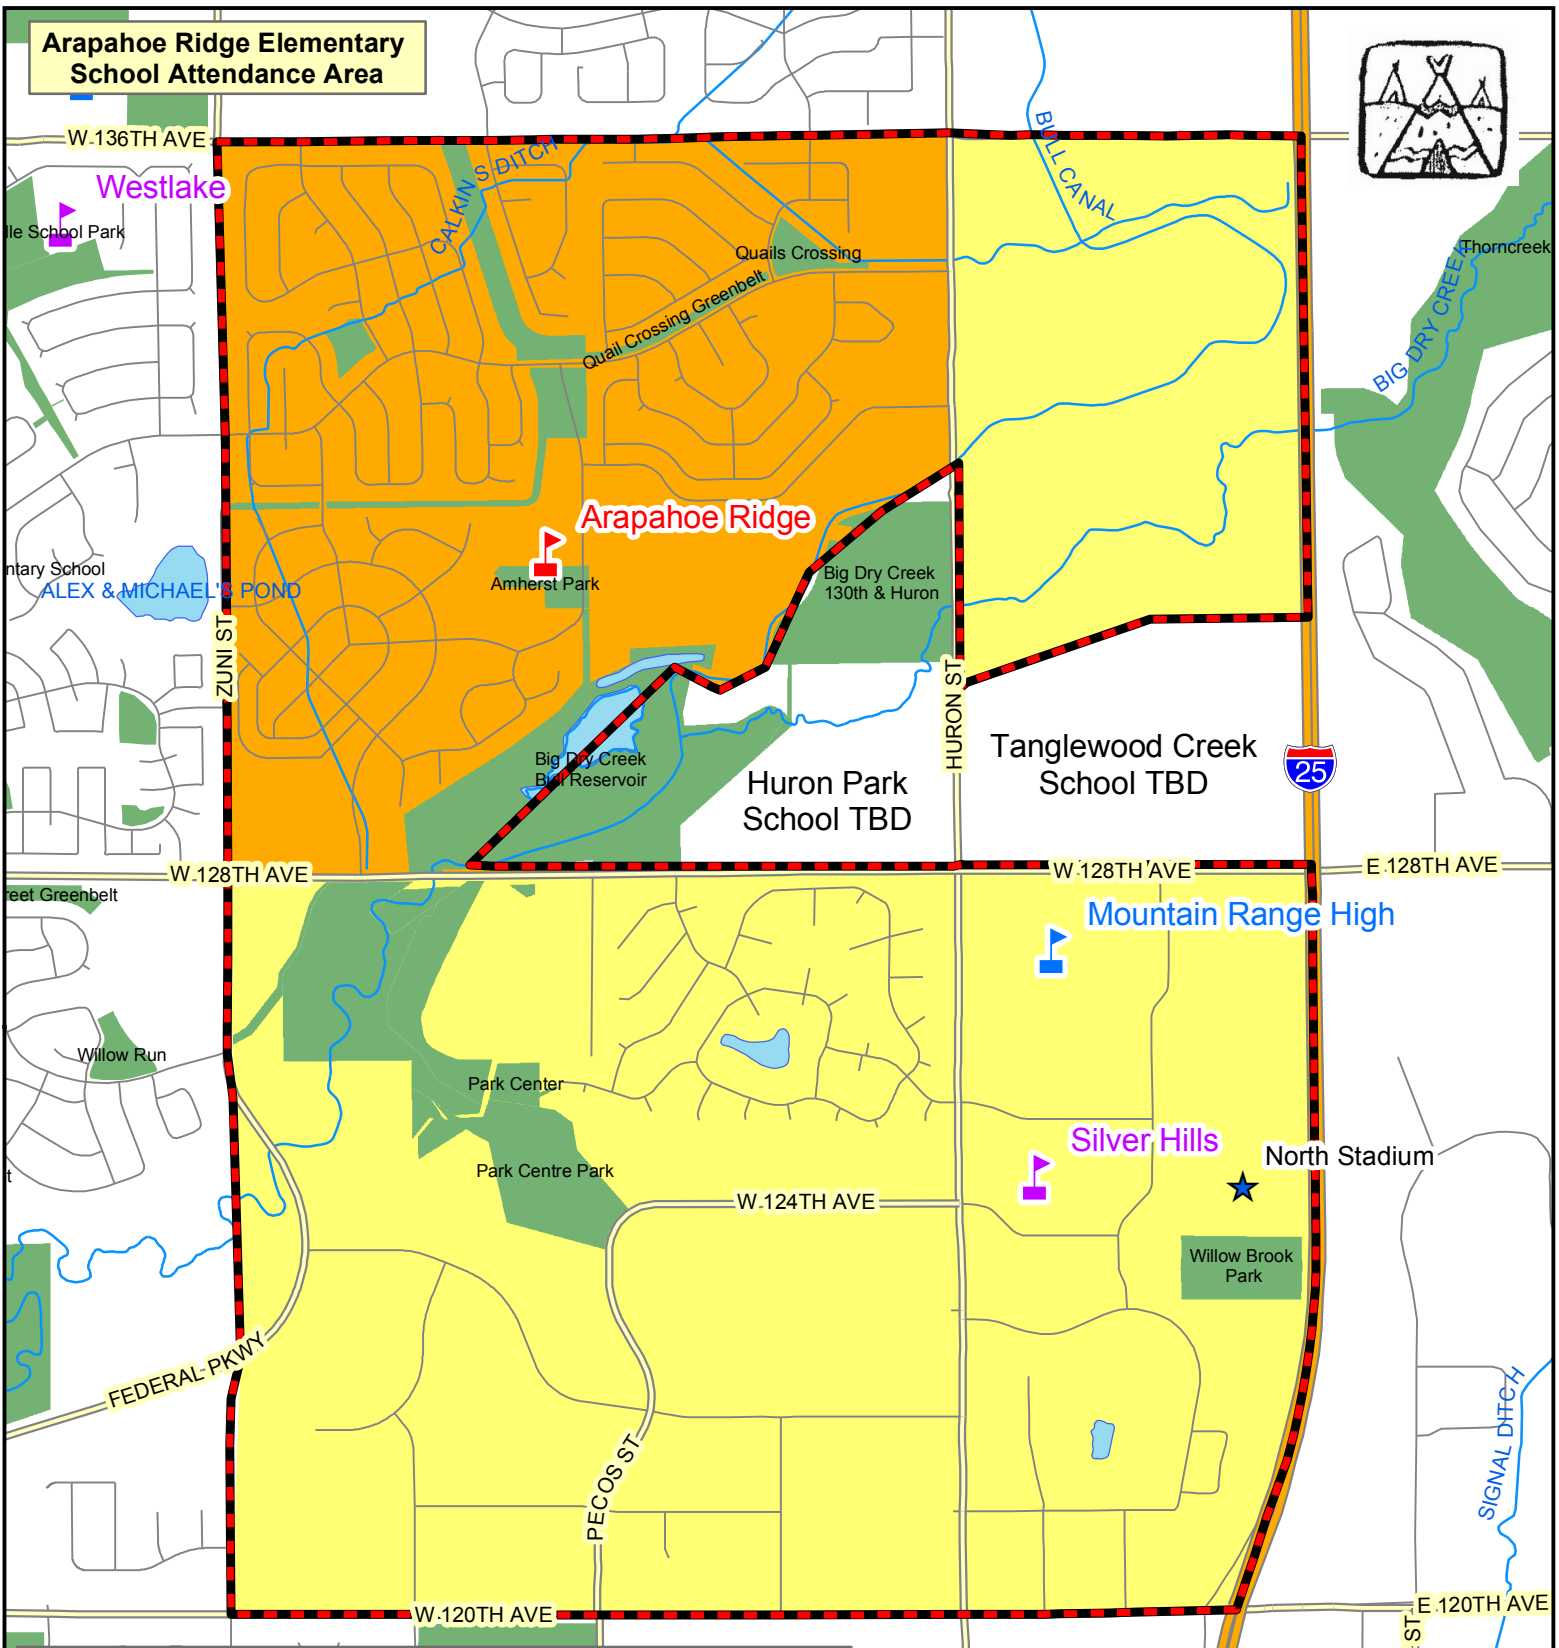 Arapahoe Ridge Elementary
School Attendance Area
W 136TH AVE
Westlake
lle School Park
CALKIN S DITCH
BULL CANAL
Quails Crossing
Quail Crossing Greenbelt
Thorncreek
BIG DRY CREEK
Arapahoe Ridge
Amherst Park
Big Dry Creek
130th & Huron
ntary School
ALEX & MICHAEL'S POND
ZUNI ST
HURON ST
Big Dry Creek
Bull Reservoir
Huron Park
School TBD
Tanglewood Creek
School TBD
25
W 128TH AVE
W 128TH AVE
E 128TH AVE
reet Greenbelt
Mountain Range High
Willow Run
Park Center
Silver Hills
North Stadium
t
Park Centre Park
W 124TH AVE
Willow Brook
Park
FEDERAL PKWY
PECOS ST
SIGNAL DITCH
W 120TH AVE
E 120TH AVE
ST